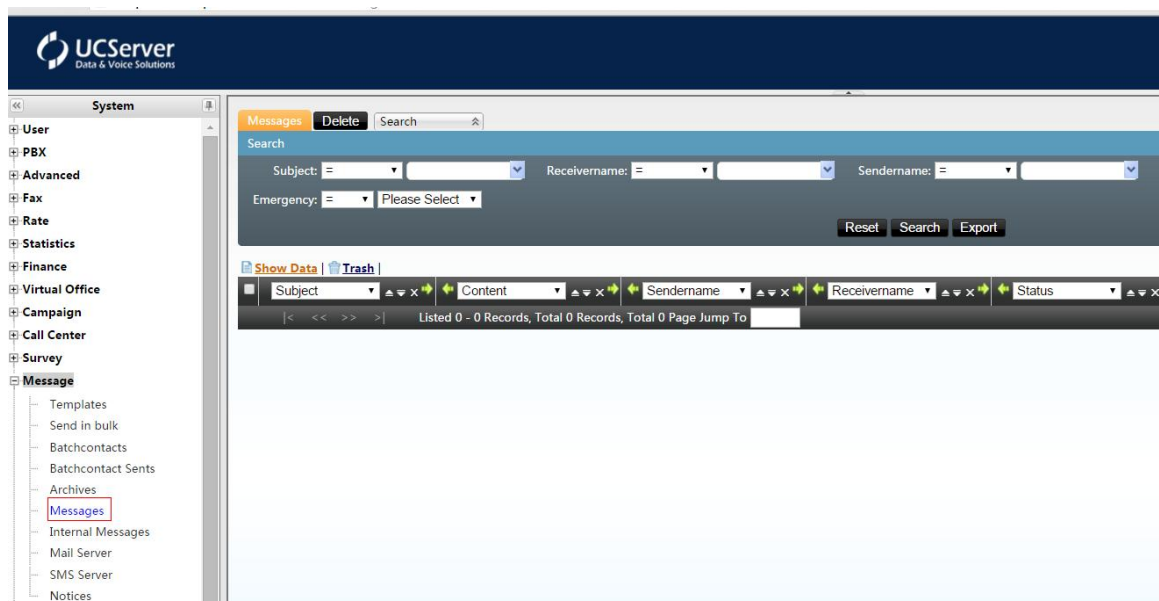 UCServer
Data & Voice Solutions
System
User
PBX
Advanced
Fax
Rate
Statistics
Finance
Virtual Office
Campaign
Call Center
Survey
Message
Templates
Send in bulk
Batchcontacts
Batchcontact Sents
Archives
Messages
Internal Messages
Mail Server
SMS Server
Notices
Messages Delete Search
Search
Subject: = Receivername: = Sendername: =
Emergency: = Please Select
Reset Search Export
Show Data | Trash |
Subject x Content x Sendername x Receivername x Status x
|< << >> >| Listed 0 - 0 Records, Total 0 Records, Total 0 Page Jump To